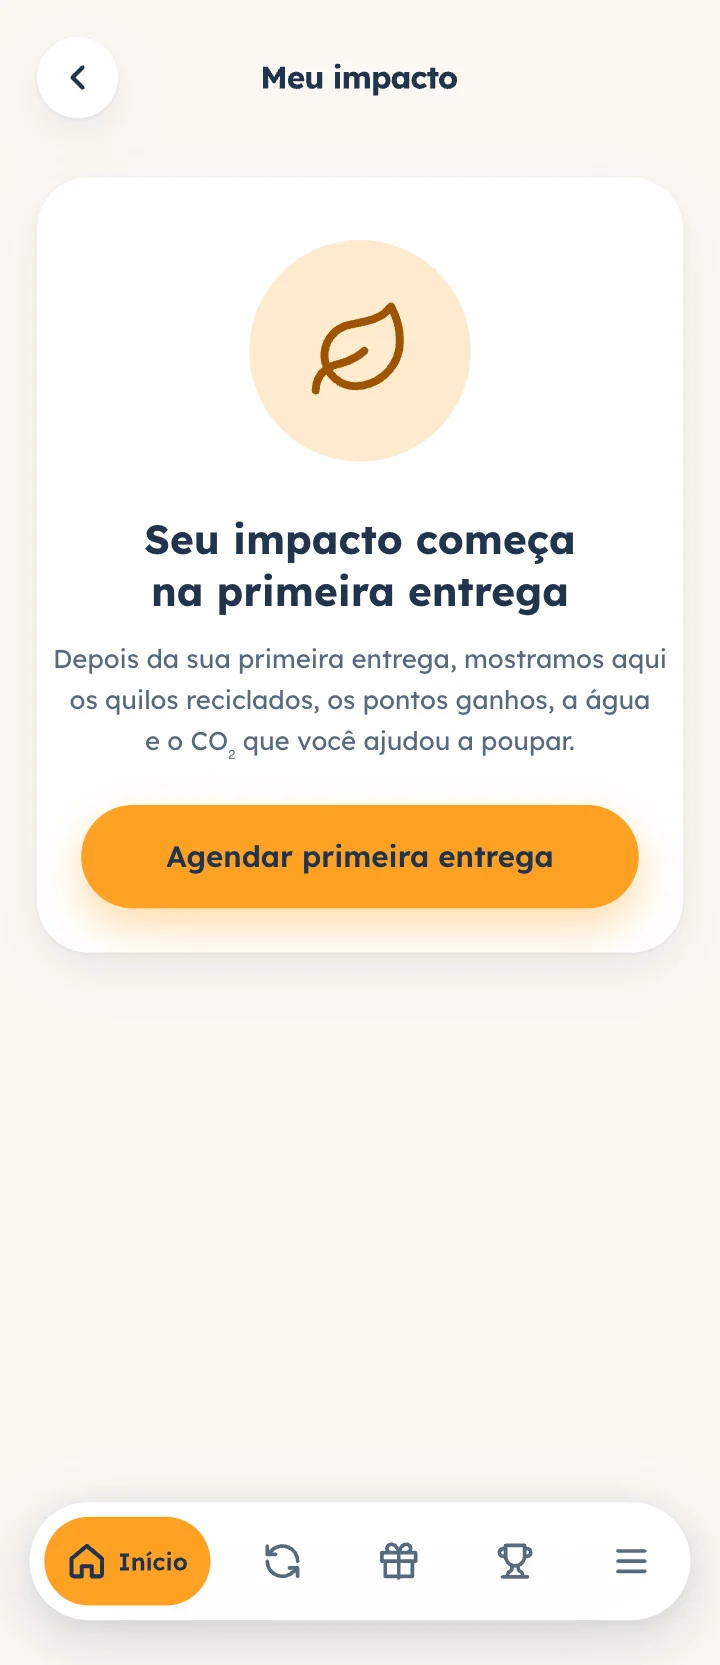 Meu impacto
Seu impacto começa
na primeira entrega
Depois da sua primeira entrega, mostramos aqui
os quilos reciclados, os pontos ganhos, a água
e o CO₂ que você ajudou a poupar.
Agendar primeira entrega
Início